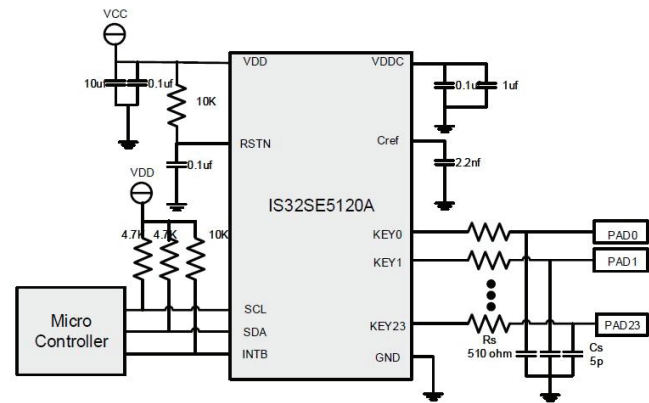 VCC
VDD
VDDC
10uf
0.1uf
0.1uf
1uf
10K
RSTN
Cref
0.1uf
2.2nf
VDD
IS32SE5120A
4.7K
4.7K
10K
KEY0
PAD0
KEY1
PAD1
Micro
Controller
SCL
SDA
INTB
KEY23
PAD23
Rs
510 ohm
Cs
5p
GND